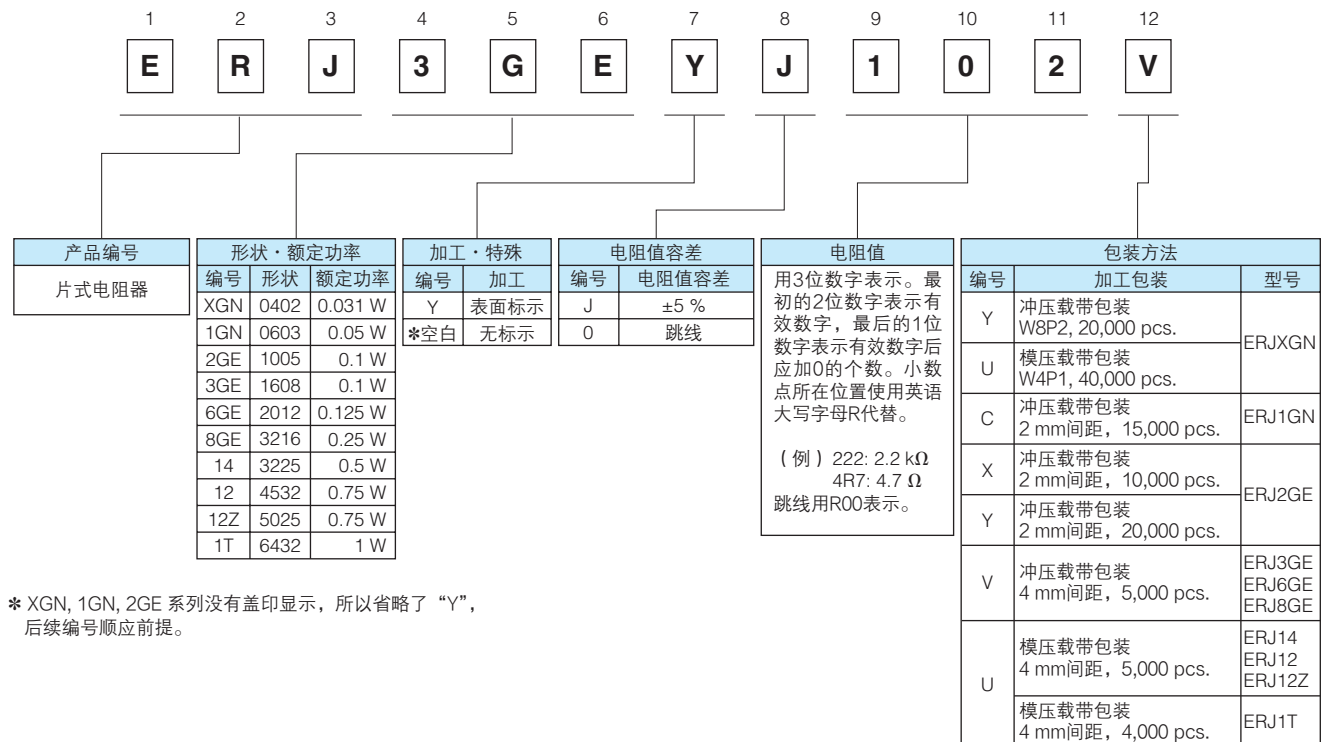 1 2 3 4 5 6 7 8 9 10 11 12
E R J 3 G E Y J 1 0 2 V
产品编号
片式电阻器
形状・额定功率
编号 形状 额定功率
XGN 0402 0.031 W
1GN 0603 0.05 W
2GE 1005 0.1 W
3GE 1608 0.1 W
6GE 2012 0.125 W
8GE 3216 0.25 W
14 3225 0.5 W
12 4532 0.75 W
12Z 5025 0.75 W
1T 6432 1 W
加工・特殊
编号 加工
Y 表面标示
✱空白 无标示
电阻值容差
编号 电阻值容差
J ±5 %
0 跳线
电阻值
用3位数字表示。最
初的2位数字表示有
效数字，最后的1位
数字表示有效数字后
应加0的个数。小数
点所在位置使用英语
大写字母R代替。
（例）222: 2.2 kΩ
4R7: 4.7 Ω
跳线用R00表示。
包装方法
编号 加工包装 型号
Y 冲压载带包装
W8P2, 20,000 pcs.
ERJXGN
U 模压载带包装
W4P1, 40,000 pcs.
C 冲压载带包装
2 mm间距，15,000 pcs.
ERJ1GN
X 冲压载带包装
2 mm间距，10,000 pcs.
ERJ2GE
Y 冲压载带包装
2 mm间距，20,000 pcs.
V 冲压载带包装
4 mm间距，5,000 pcs.
ERJ3GE
ERJ6GE
ERJ8GE
U 模压载带包装
4 mm间距，5,000 pcs.
ERJ14
ERJ12
ERJ12Z
模压载带包装
4 mm间距，4,000 pcs.
ERJ1T
✱ XGN, 1GN, 2GE 系列没有盖印显示，所以省略了“Y”，
后续编号顺应前提。